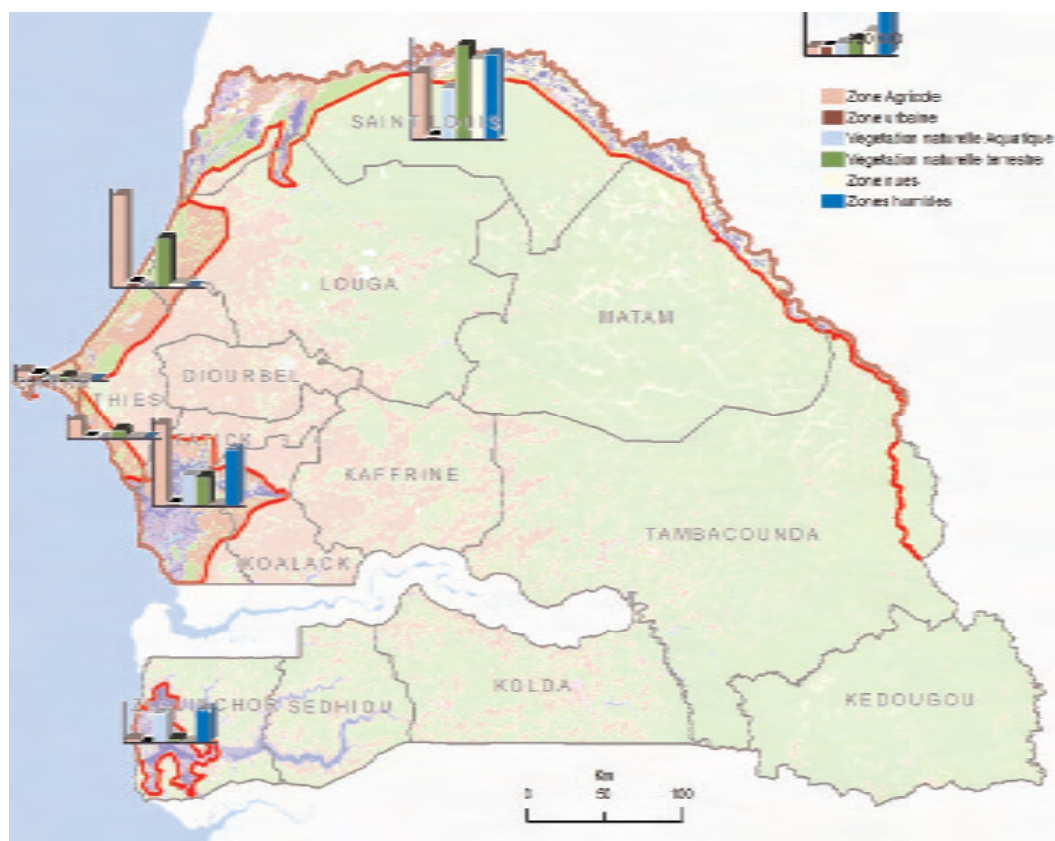 Zone Agricole
Zone urbaine
Végétation naturelle Aquatique
Végétation naturelle terrestre
Zone nues
Zones humides
SAINT LOUIS
LOUGA
MATAM
DIOURBEL
THIES
KAFFRINE
TAMBACOUNDA
KOALACK
KOLDA
SEDHIOU
KEDOUGOU
Km
0 50 100